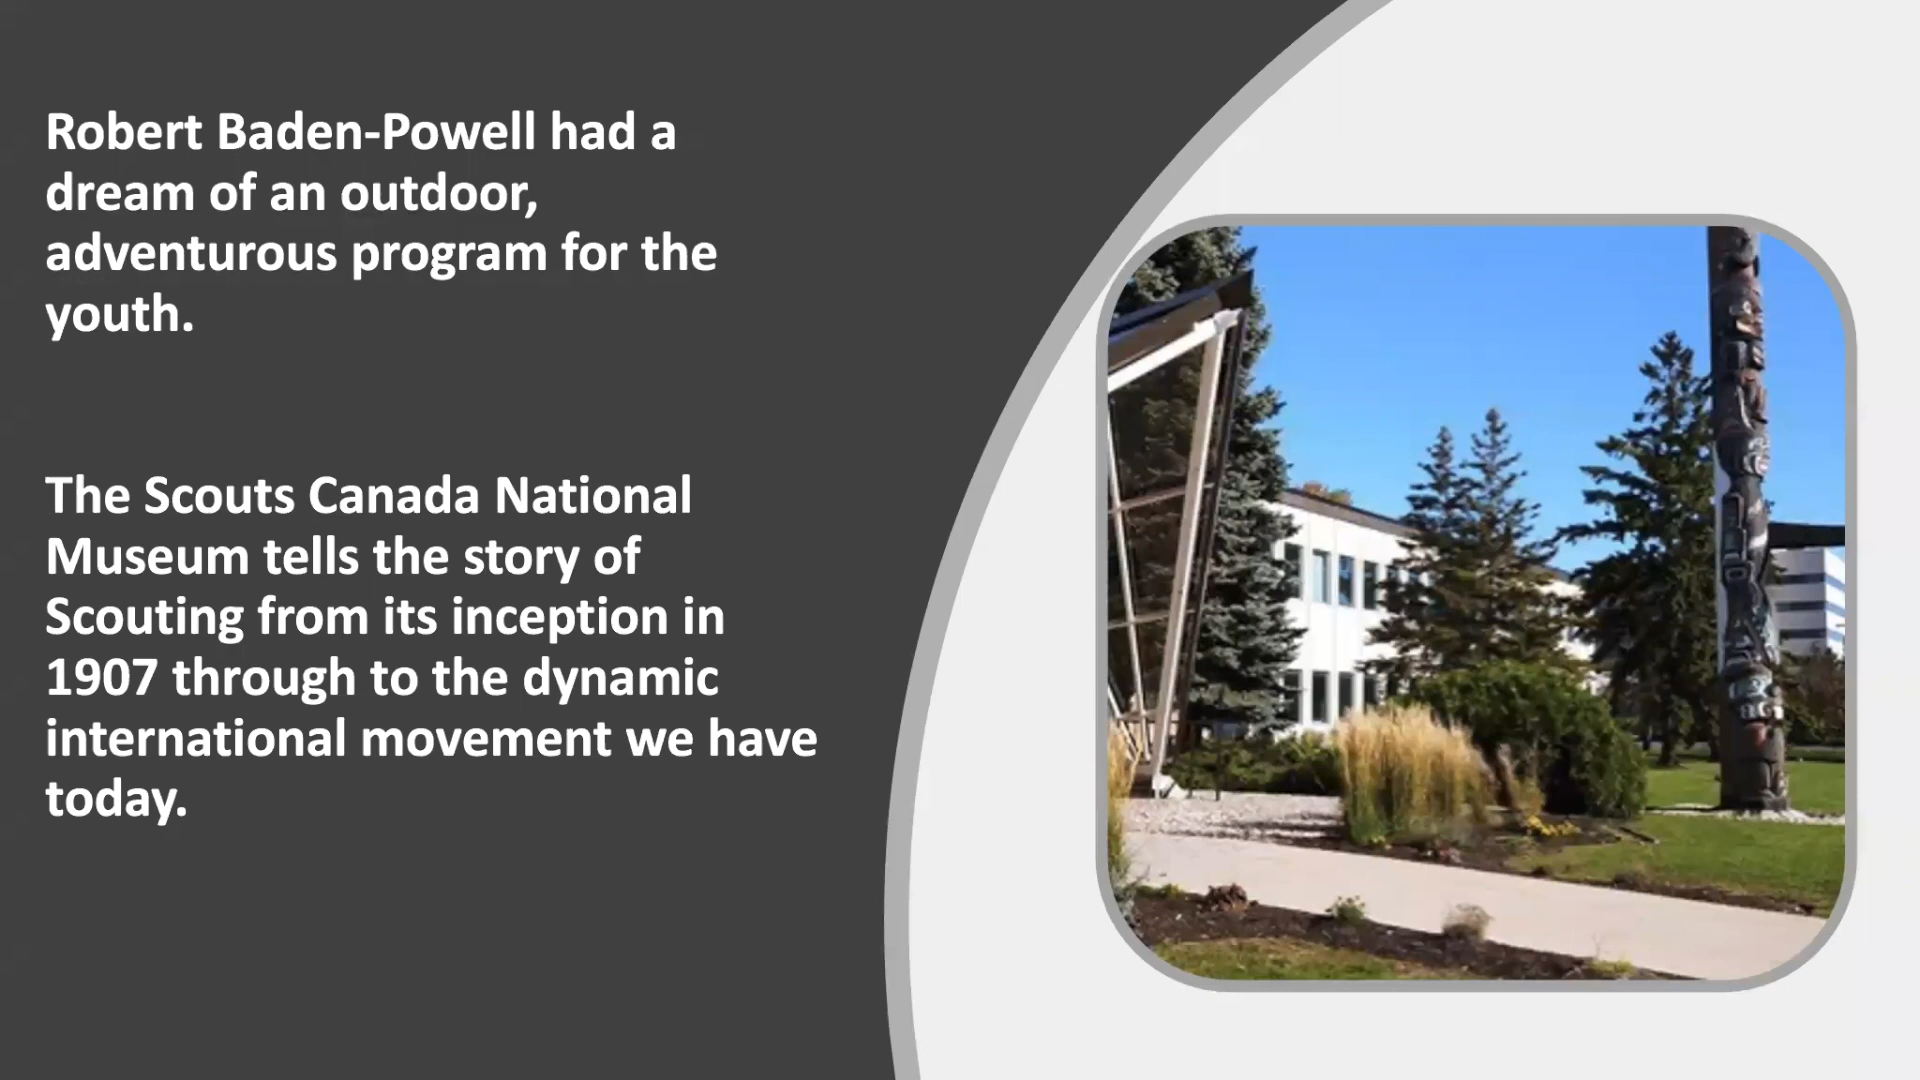 Robert Baden-Powell had a
dream of an outdoor,
adventurous program for the
youth.
The Scouts Canada National
Museum tells the story of
Scouting from its inception in
1907 through to the dynamic
international movement we have
today.